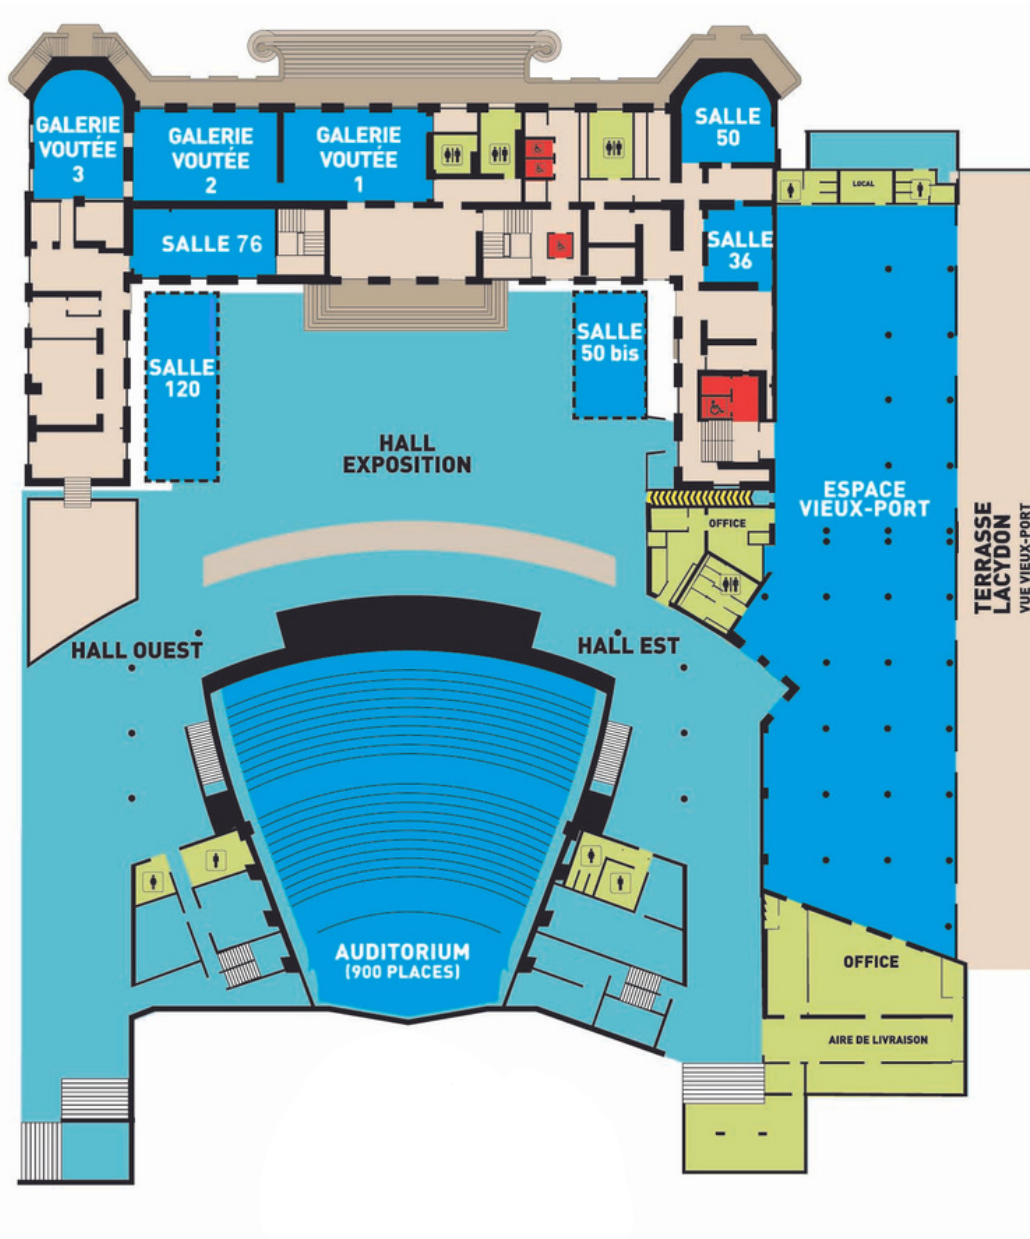 GALERIE
VOUTÉE
3
GALERIE
VOUTÉE
2
GALERIE
VOUTÉE
1
SALLE
50
LOCAL
SALLE 76
SALLE
36
SALLE
120
SALLE
50 bis
HALL
EXPOSITION
ESPACE
VIEUX-PORT
TERRASSE
LACYDON
VUE VIEUX-PORT
OFFICE
HALL OUEST
HALL EST
AUDITORIUM
(900 PLACES)
OFFICE
AIRE DE LIVRAISON